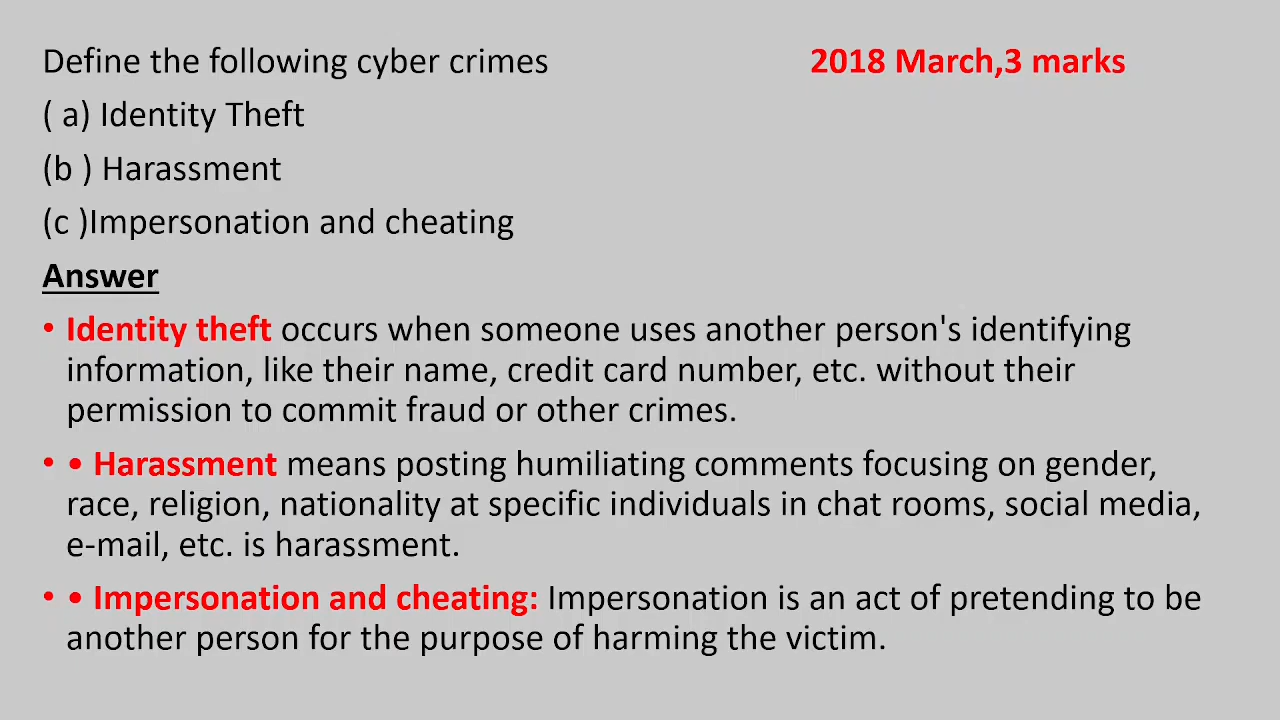 Define the following cyber crimes 2018 March,3 marks
( a) Identity Theft
(b ) Harassment
(c )Impersonation and cheating
Answer
• Identity theft occurs when someone uses another person's identifying
information, like their name, credit card number, etc. without their
permission to commit fraud or other crimes.
• • Harassment means posting humiliating comments focusing on gender,
race, religion, nationality at specific individuals in chat rooms, social media,
e-mail, etc. is harassment.
• • Impersonation and cheating: Impersonation is an act of pretending to be
another person for the purpose of harming the victim.